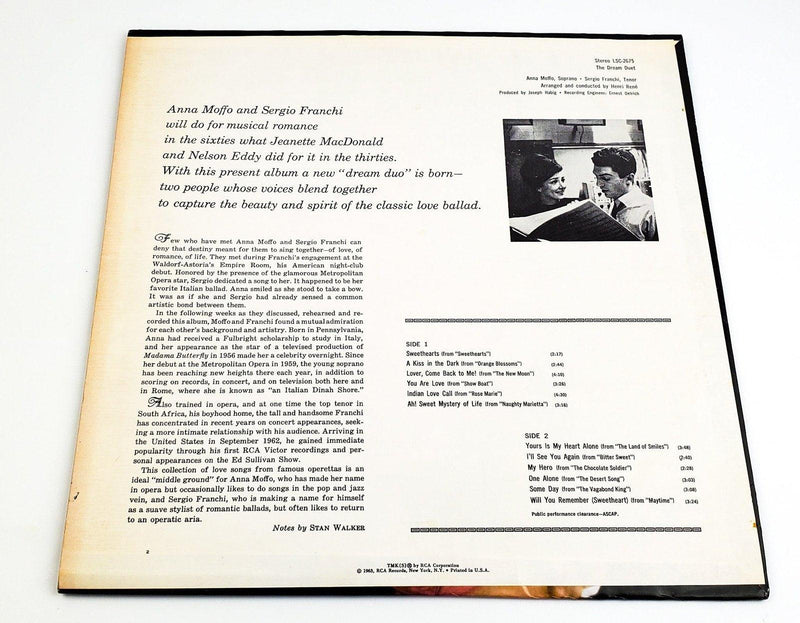 Stereo LSC-2675
The Dream Duet
Anna Moffo, Soprano • Sergio Franchi, Tenor
Arranged and conducted by Henri René
Produced by Joseph Habig • Recording Engineer: Ernest Oelrich
Anna Moffo and Sergio Franchi
will do for musical romance
in the sixties what Jeanette MacDonald
and Nelson Eddy did for it in the thirties.
With this present album a new "dream duo" is born—
two people whose voices blend together
to capture the beauty and spirit of the classic love ballad.
Few who have met Anna Moffo and Sergio Franchi can
deny that destiny meant for them to sing together—of love, of
romance, of life. They met during Franchi's engagement at the
Waldorf-Astoria's Empire Room, his American night-club
debut. Honored by the presence of the glamorous Metropolitan
Opera star, Sergio dedicated a song to her. It happened to be her
favorite Italian ballad. Anna smiled as she stood to take a bow.
It was as if she and Sergio had already sensed a common
artistic bond between them.
In the following weeks as they discussed, rehearsed and re-
corded this album, Moffo and Franchi found a mutual admiration
for each other's background and artistry. Born in Pennsylvania,
Anna had received a Fulbright scholarship to study in Italy,
and her appearance as the star of a televised production of
Madama Butterfly in 1956 made her a celebrity overnight. Since
her debut at the Metropolitan Opera in 1959, the young soprano
has been reaching new heights there each year, in addition to
scoring on records, in concert, and on television both here and
in Rome, where she is known as "an Italian Dinah Shore."
Also trained in opera, and at one time the top tenor in
South Africa, his boyhood home, the tall and handsome Franchi
has concentrated in recent years on concert appearances, seek-
ing a more intimate relationship with his audience. Arriving in
the United States in September 1962, he gained immediate
popularity through his first RCA Victor recordings and per-
sonal appearances on the Ed Sullivan Show.
This collection of love songs from famous operettas is an
ideal "middle ground" for Anna Moffo, who has made her name
in opera but occasionally likes to do songs in the pop and jazz
vein, and Sergio Franchi, who is making a name for himself
as a suave stylist of romantic ballads, but often likes to return
to an operatic aria.
Notes by STAN WALKER
2
SIDE 1
Sweethearts (from "Sweethearts") (2:17)
A Kiss in the Dark (from "Orange Blossoms") (2:44)
Lover, Come Back to Me! (from "The New Moon") (4:10)
You Are Love (from "Show Boat") (3:26)
Indian Love Call (from "Rose Marie") (4:30)
Ah! Sweet Mystery of Life (from "Naughty Marietta") (3:16)
SIDE 2
Yours Is My Heart Alone (from "The Land of Smiles") (3:48)
I'll See You Again (from "Bitter Sweet") (2:40)
My Hero (from "The Chocolate Soldier") (2:28)
One Alone (from "The Desert Song") (3:03)
Some Day (from "The Vagabond King") (3:08)
Will You Remember (Sweetheart) (from "Maytime") (3:24)
Public performance clearance—ASCAP.
TMK(S)® by RCA Corporation
© 1963, RCA Records, New York, N.Y. • Printed in U.S.A.